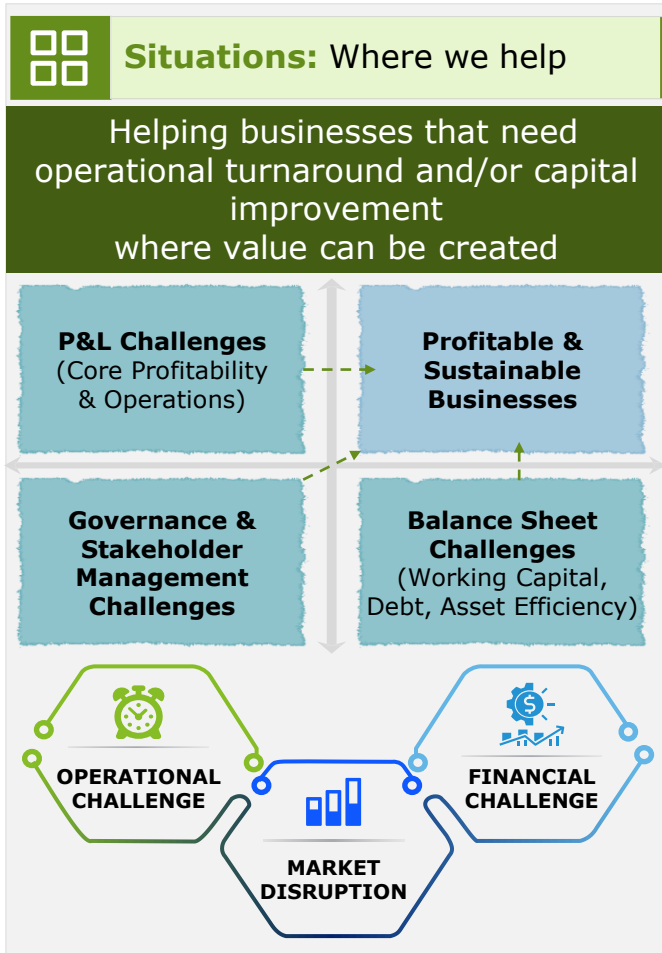 Situations: Where we help
Helping businesses that need
operational turnaround and/or capital
improvement
where value can be created
P&L Challenges
(Core Profitability
& Operations)
Profitable &
Sustainable
Businesses
Governance &
Stakeholder
Management
Challenges
Balance Sheet
Challenges
(Working Capital,
Debt, Asset Efficiency)
OPERATIONAL
CHALLENGE
$
FINANCIAL
CHALLENGE
MARKET
DISRUPTION